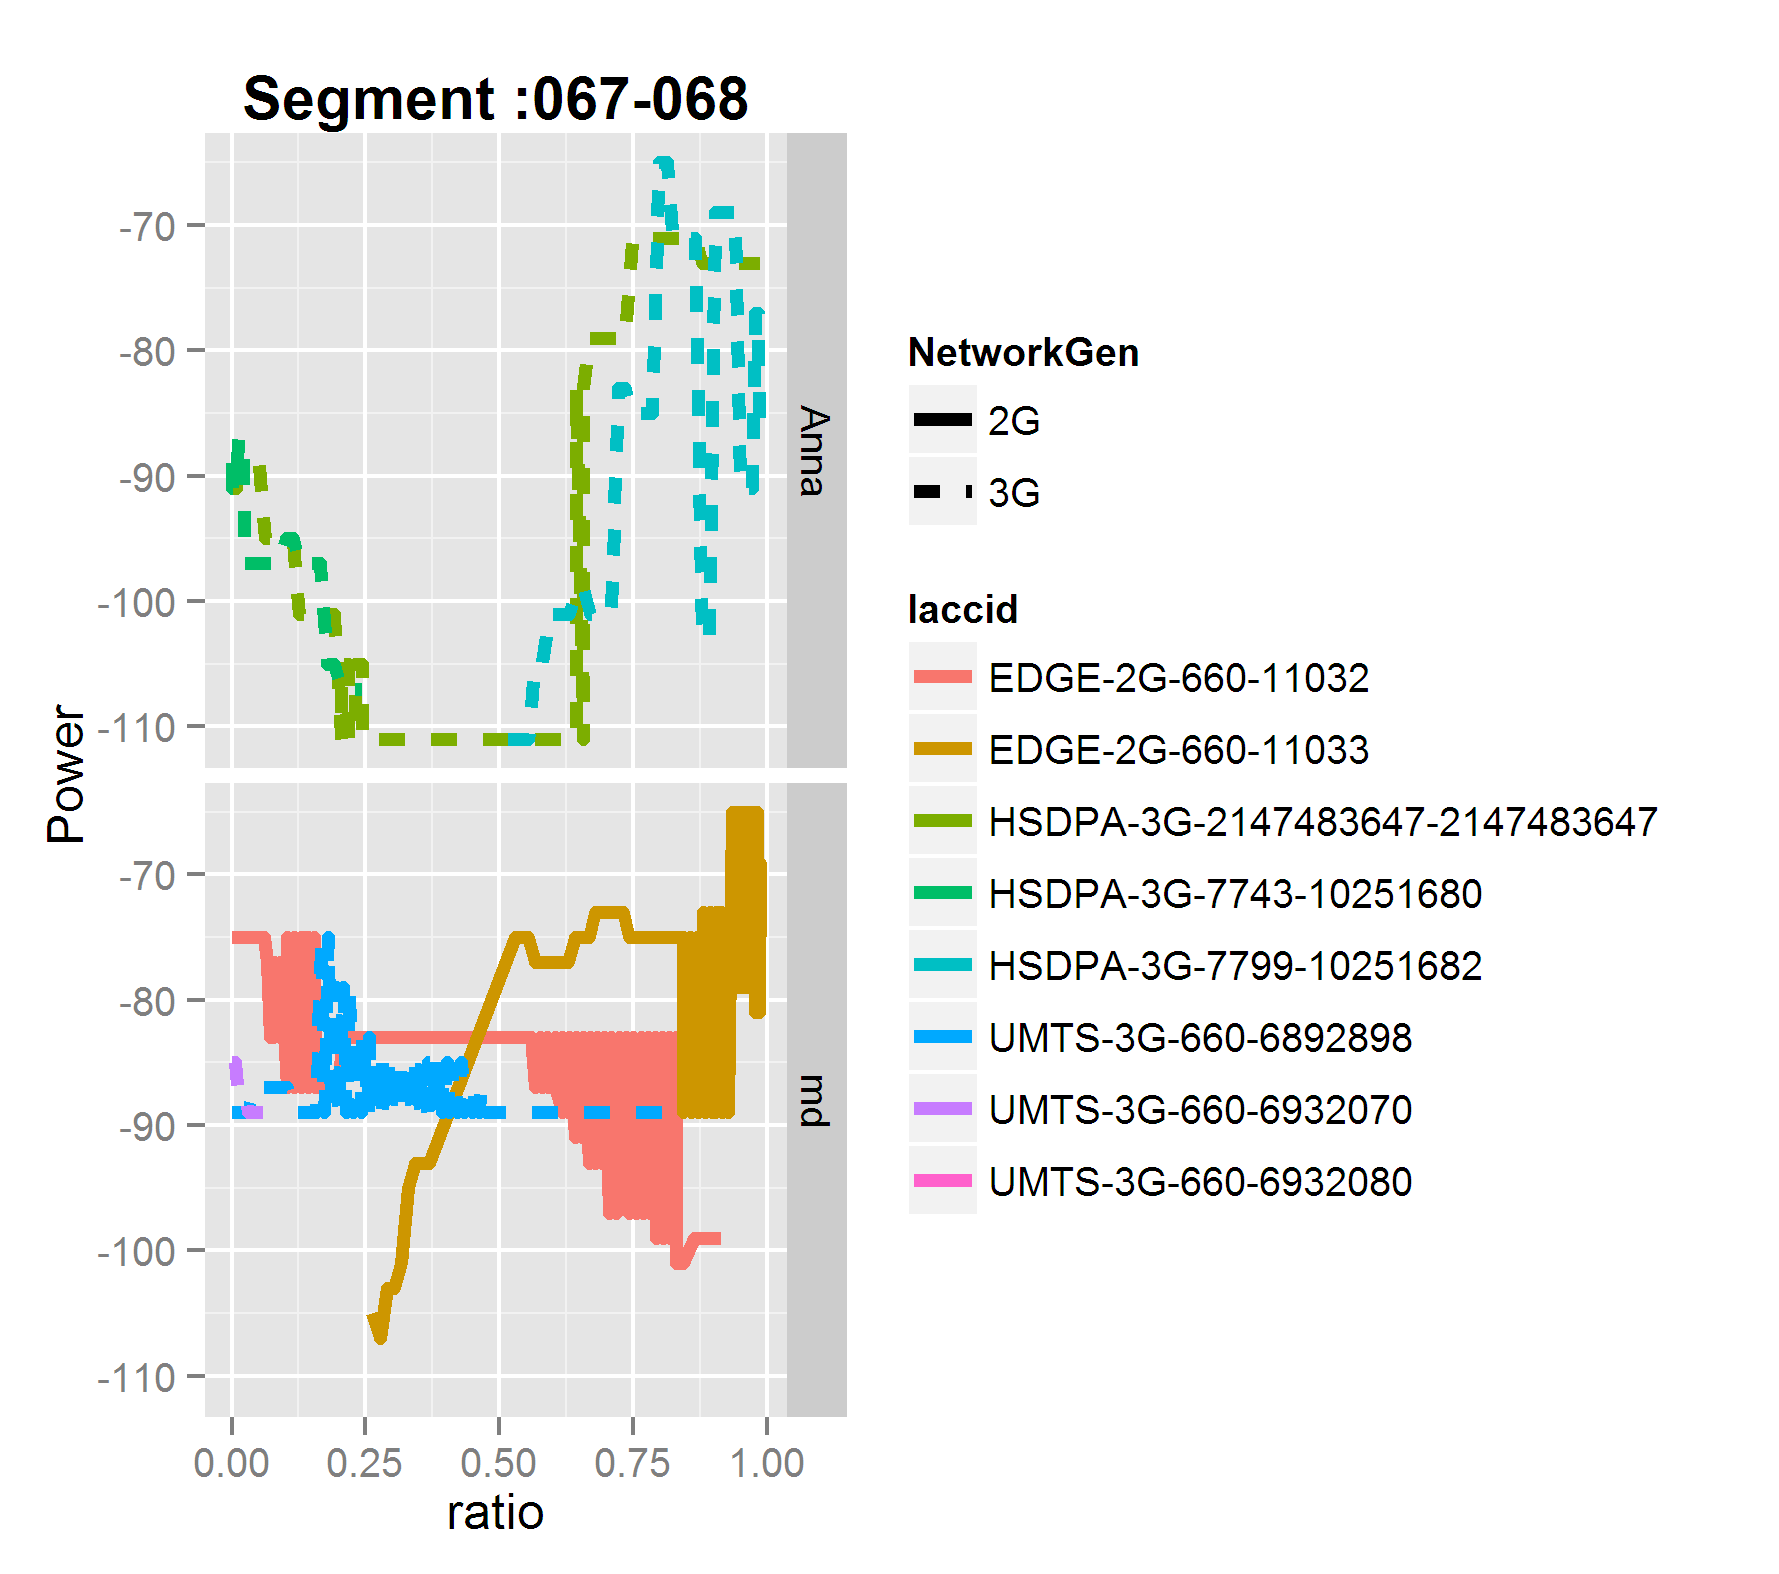 Segment :067-068
-70
-80
-90
-100
-110
Anna
-70
-80
-90
-100
-110
md
Power
0.00 0.25 0.50 0.75 1.00
ratio
NetworkGen
2G
3G
laccid
EDGE-2G-660-11032
EDGE-2G-660-11033
HSDPA-3G-2147483647-2147483647
HSDPA-3G-7743-10251680
HSDPA-3G-7799-10251682
UMTS-3G-660-6892898
UMTS-3G-660-6932070
UMTS-3G-660-6932080